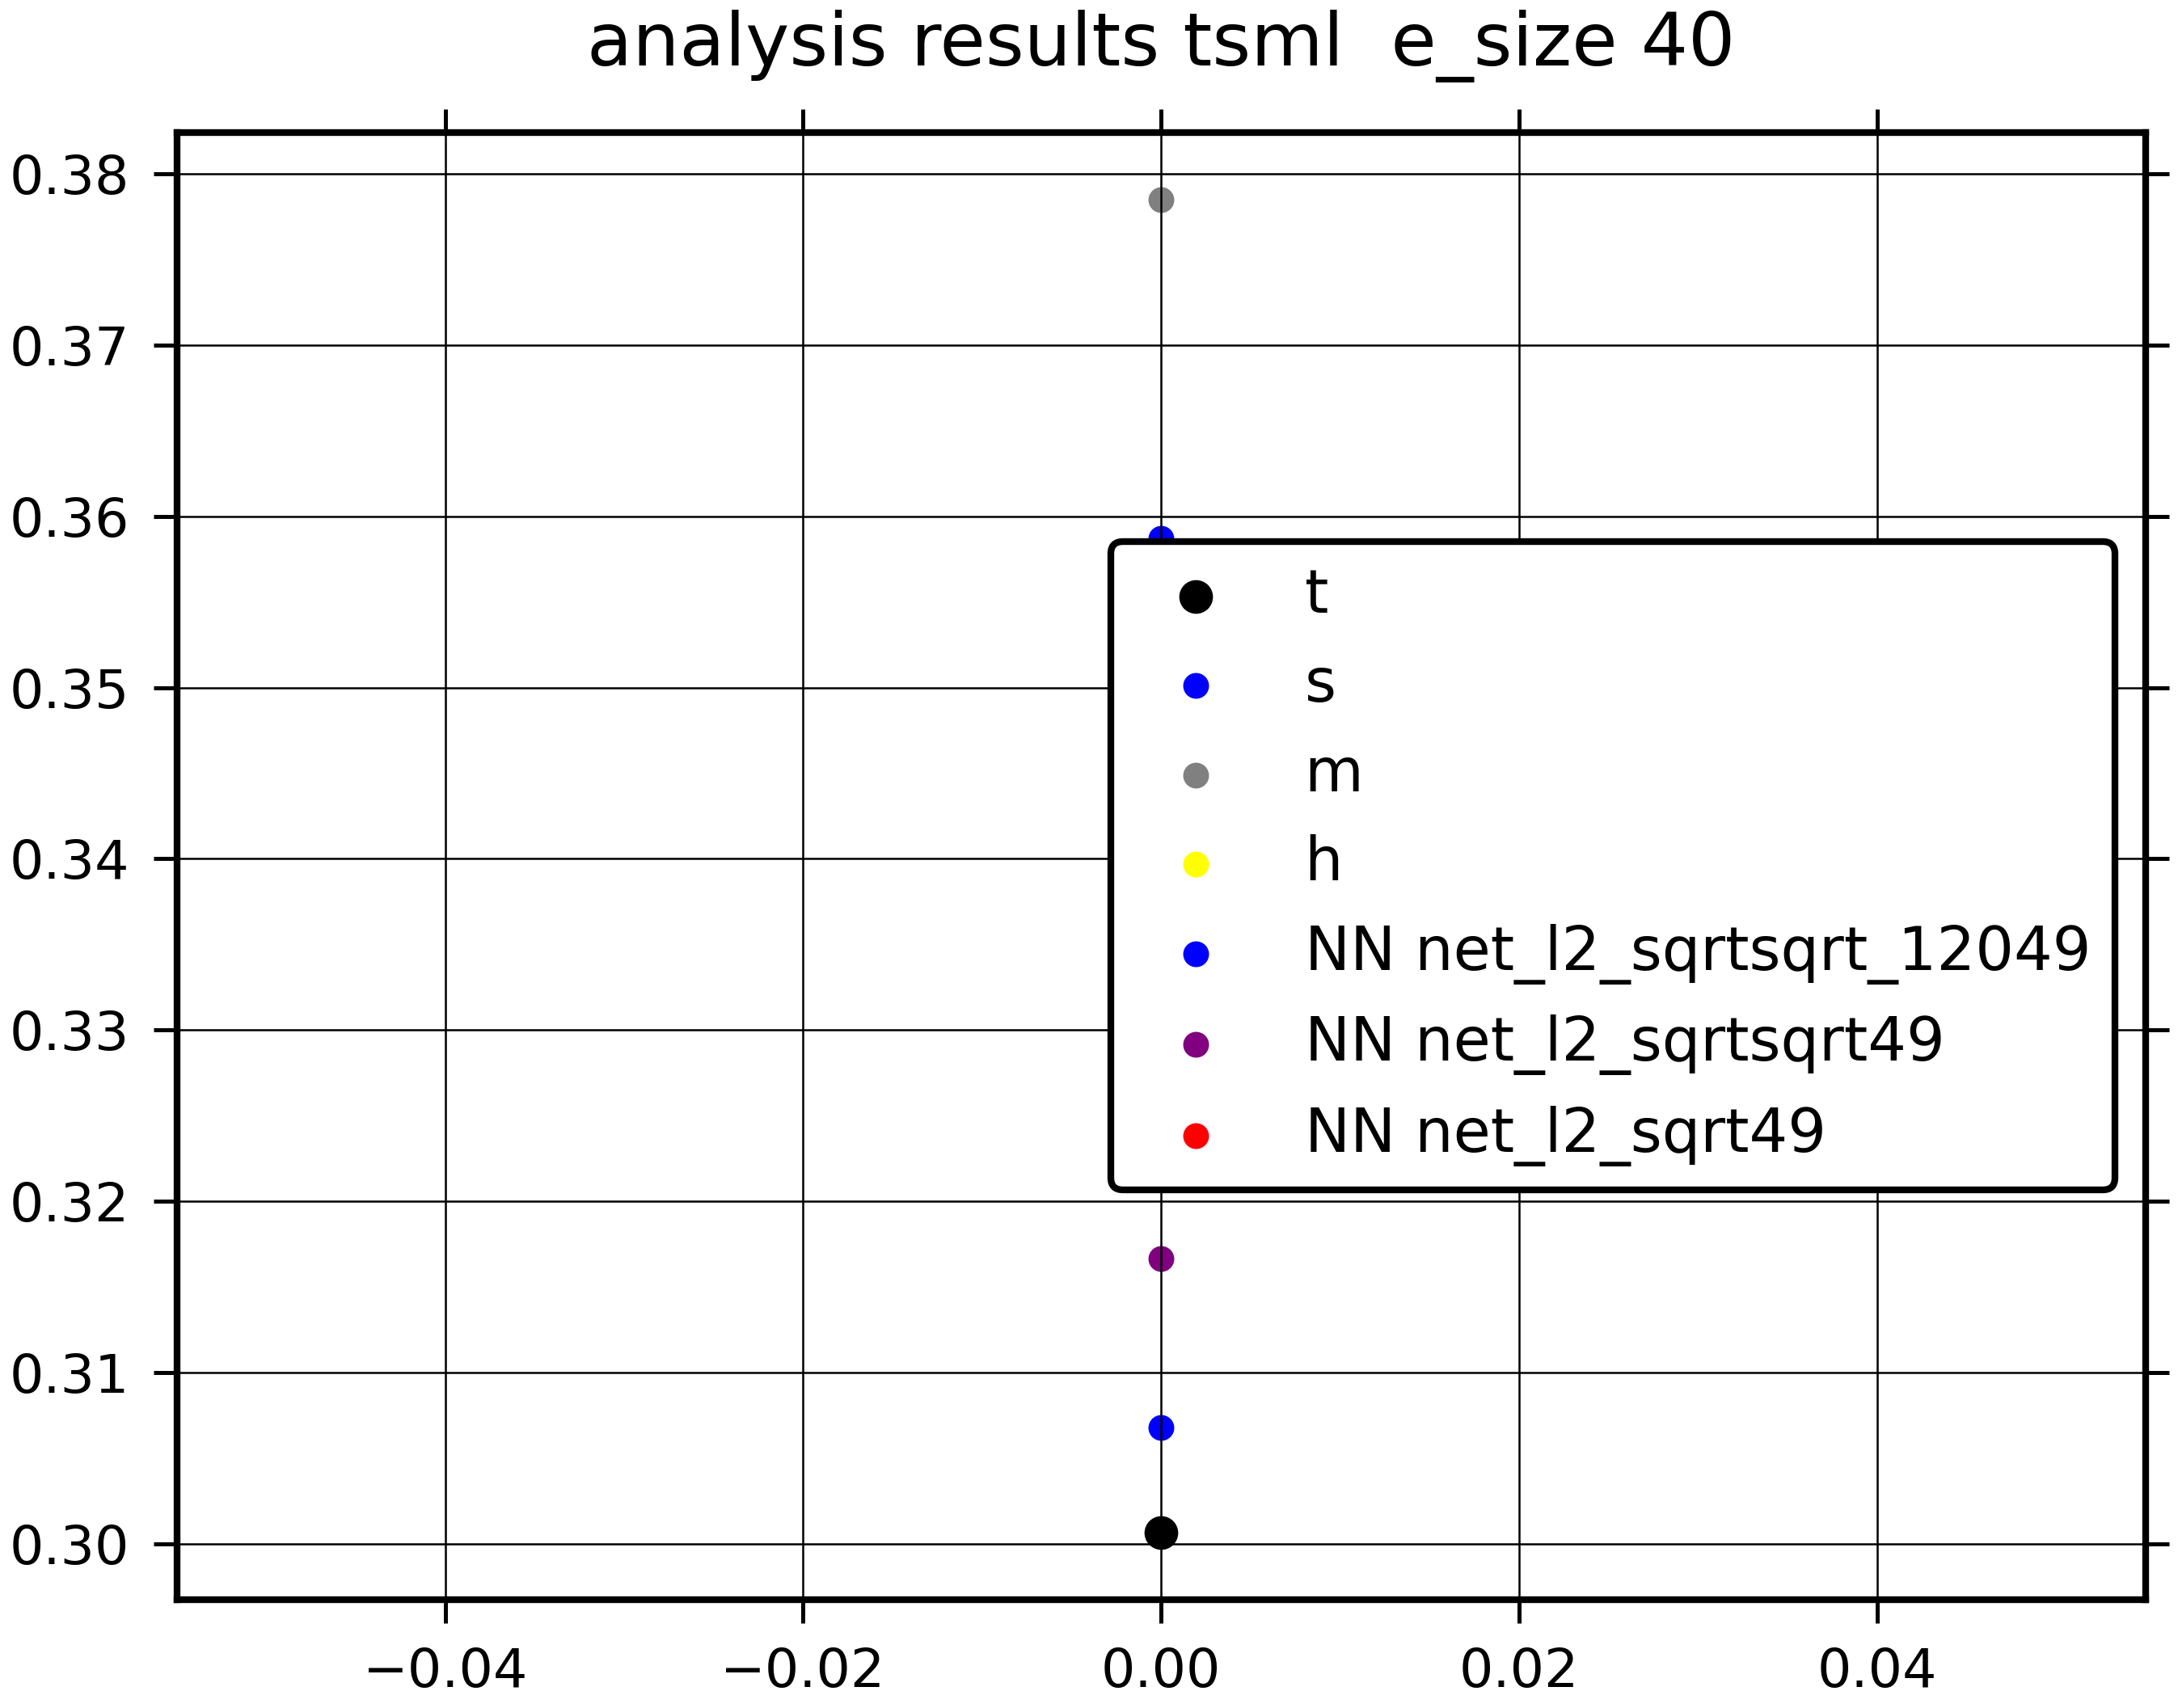 analysis results tsml  e_size 40
0.38
0.37
0.36
0.35
0.34
0.33
0.32
0.31
0.30
t
s
m
h
NN net_l2_sqrtsqrt_12049
NN net_l2_sqrtsqrt49
NN net_l2_sqrt49
−0.04
−0.02
0.00
0.02
0.04